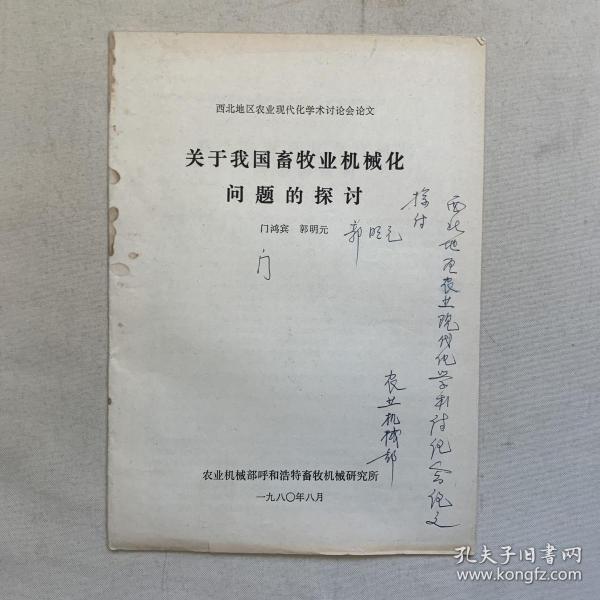 西北地区农业现代化学术讨论会论文
关于我国畜牧业机械化
问题的探讨
门鸿宾 郭明元
郭明元
门
探讨
西北地区农业现代化学术讨论会论文
农业机械部
农业机械部呼和浩特畜牧机械研究所
一九八〇年八月
孔夫子旧书网
www.kongfz.com